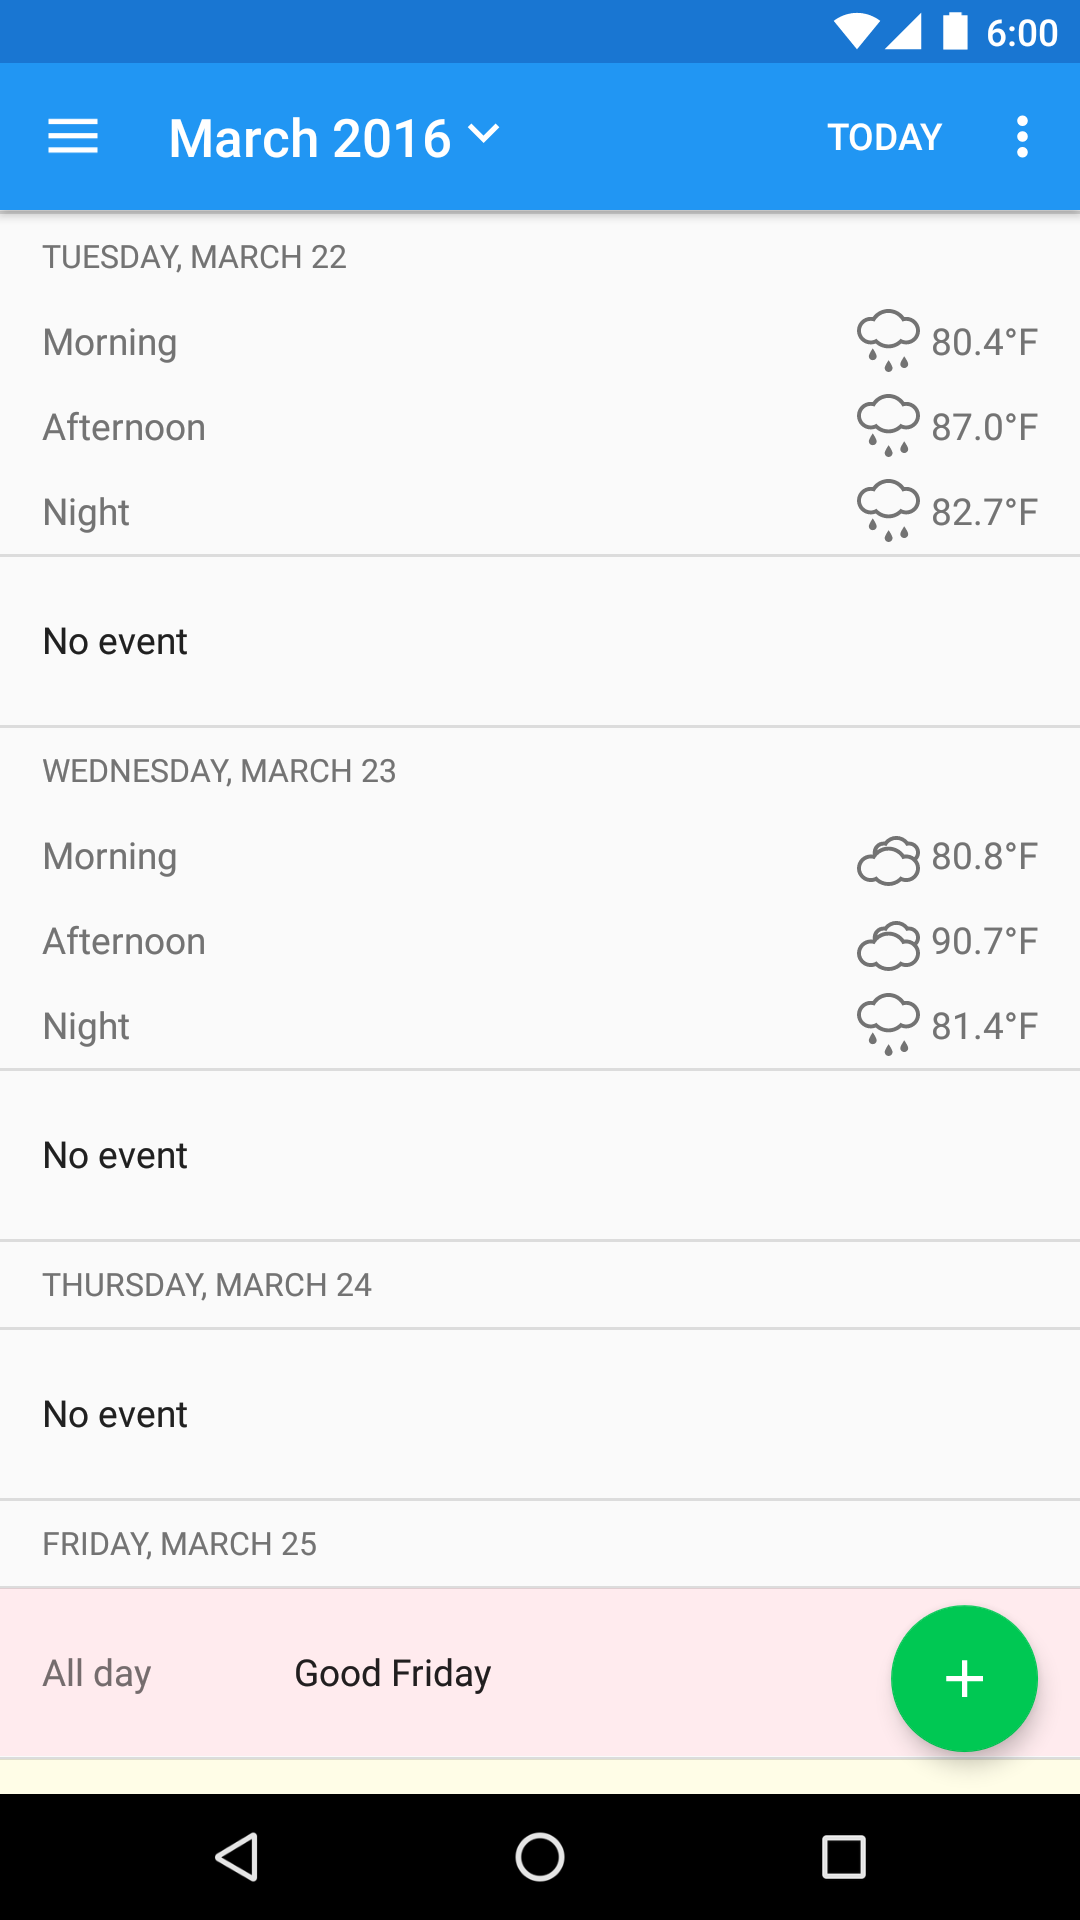 6:00
March 2016
TODAY
TUESDAY, MARCH 22
Morning 80.4°F
Afternoon 87.0°F
Night 82.7°F
No event
WEDNESDAY, MARCH 23
Morning 80.8°F
Afternoon 90.7°F
Night 81.4°F
No event
THURSDAY, MARCH 24
No event
FRIDAY, MARCH 25
All day Good Friday